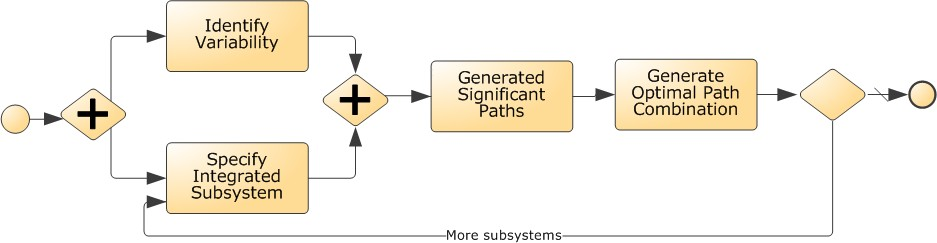 Identify
Variability
Specify
Integrated
Subsystem
Generated
Significant
Paths
Generate
Optimal Path
Combination
More subsystems